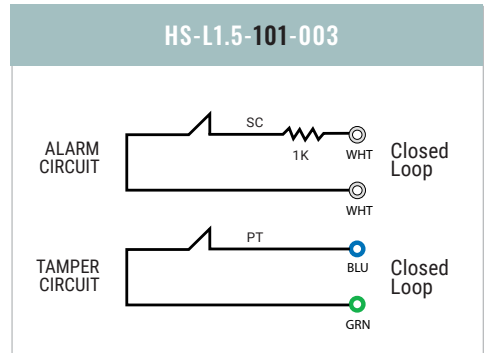 HS-L1.5-101-003
SC
1K
WHT
ALARM
CIRCUIT
Closed
Loop
WHT
PT
BLU
TAMPER
CIRCUIT
Closed
Loop
GRN